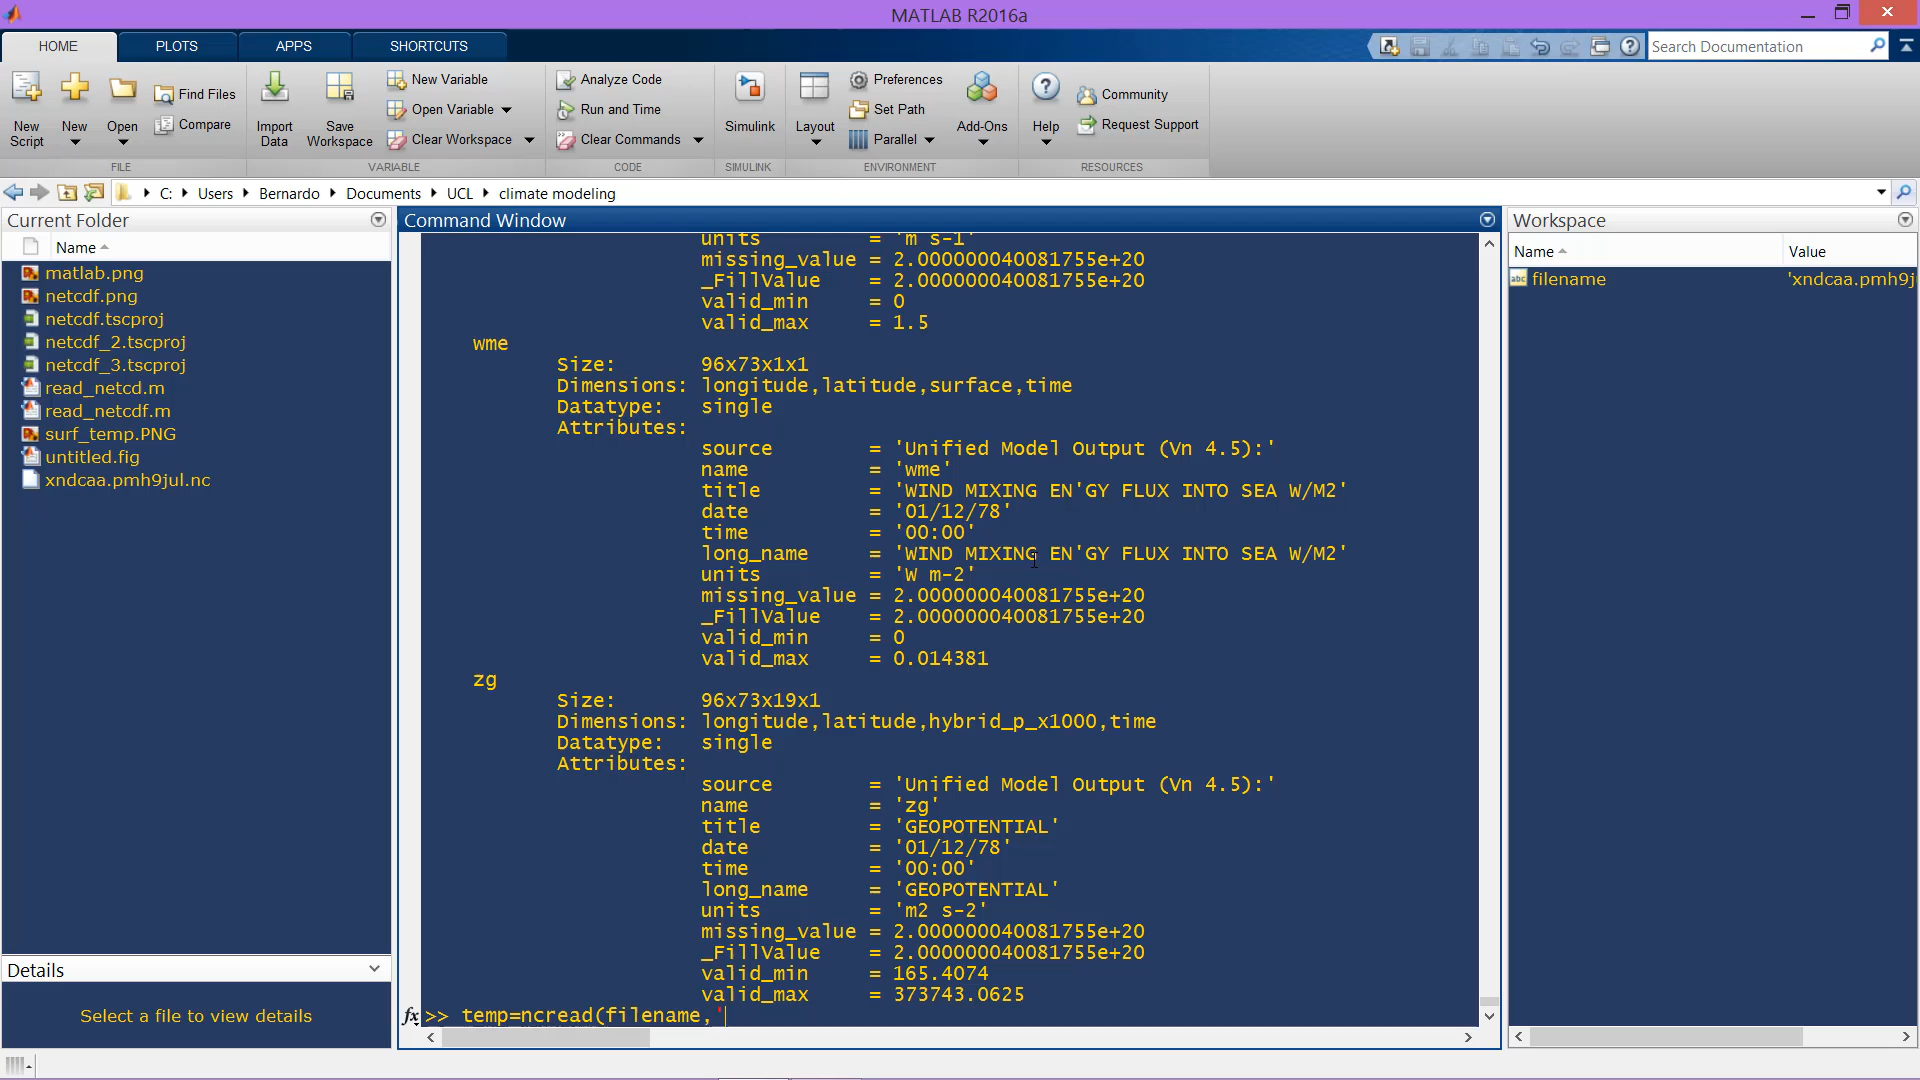 MATLAB R2016a
HOME PLOTS APPS SHORTCUTS
Search Documentation
New Script
New
Open
Find Files
Compare
FILE
Import Data
Save Workspace
New Variable
Open Variable
Clear Workspace
VARIABLE
Analyze Code
Run and Time
Clear Commands
CODE
Simulink
SIMULINK
Layout
Preferences
Set Path
Parallel
Add-Ons
ENVIRONMENT
Help
Community
Request Support
RESOURCES
C: Users Bernardo Documents UCL climate modeling
Current Folder
Name
matlab.png
netcdf.png
netcdf.tscproj
netcdf_2.tscproj
netcdf_3.tscproj
read_netcd.m
read_netcdf.m
surf_temp.PNG
untitled.fig
xndcaa.pmh9jul.nc
Details
Select a file to view details
Command Window
units = 'm s-1'
missing_value = 2.000000040081755e+20
_FillValue = 2.000000040081755e+20
valid_min = 0
valid_max = 1.5
wme
Size: 96x73x1x1
Dimensions: longitude,latitude,surface,time
Datatype: single
Attributes:
source = 'Unified Model Output (Vn 4.5):'
name = 'wme'
title = 'WIND MIXING EN'GY FLUX INTO SEA W/M2'
date = '01/12/78'
time = '00:00'
long_name = 'WIND MIXING EN'GY FLUX INTO SEA W/M2'
units = 'W m-2'
missing_value = 2.000000040081755e+20
_FillValue = 2.000000040081755e+20
valid_min = 0
valid_max = 0.014381
zg
Size: 96x73x19x1
Dimensions: longitude,latitude,hybrid_p_x1000,time
Datatype: single
Attributes:
source = 'Unified Model Output (Vn 4.5):'
name = 'zg'
title = 'GEOPOTENTIAL'
date = '01/12/78'
time = '00:00'
long_name = 'GEOPOTENTIAL'
units = 'm2 s-2'
missing_value = 2.000000040081755e+20
_FillValue = 2.000000040081755e+20
valid_min = 165.4074
valid_max = 373743.0625
fx >> temp=ncread(filename,'
Workspace
Name Value
filename 'xndcaa.pmh9j